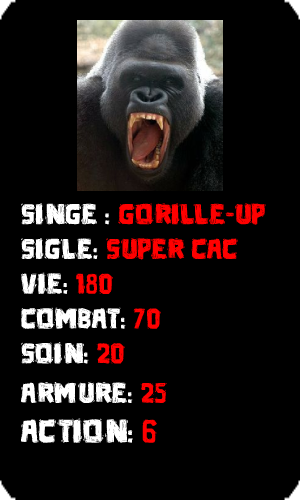 SINGE : GORILLE-UP
SIGLE: SUPER CAC
VIE: 180
COMBAT: 70
SOIN: 20
ARMURE: 25
ACTION: 6